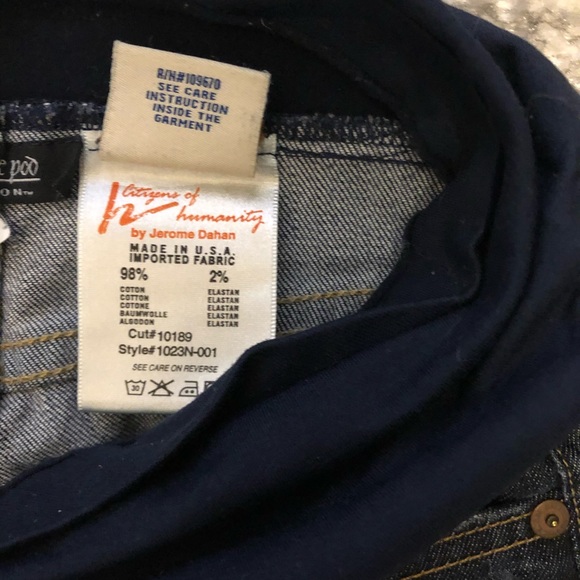 R/N#109670
SEE CARE
INSTRUCTION
INSIDE THE
GARMENT
pod
ON™
Citizens of
humanity
by Jerome Dahan
MADE IN U.S.A.
IMPORTED FABRIC
98% 2%
COTON ELASTAN
COTTON ELASTAN
COTONE ELASTAN
BAUMWOLLE ELASTAN
ALGODON ELASTAN
Cut#10189
Style#1023N-001
SEE CARE ON REVERSE
30